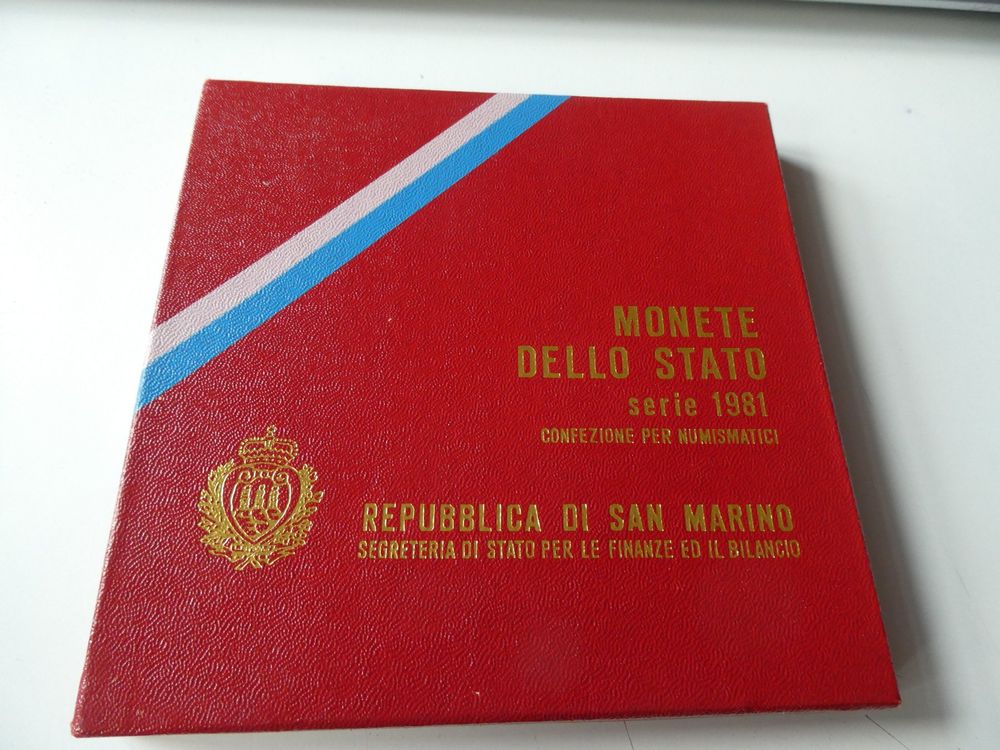 MONETE
DELLO STATO
serie 1981
CONFEZIONE PER NUMISMATICI
REPUBBLICA DI SAN MARINO
SEGRETERIA DI STATO PER LE FINANZE ED IL BILANCIO